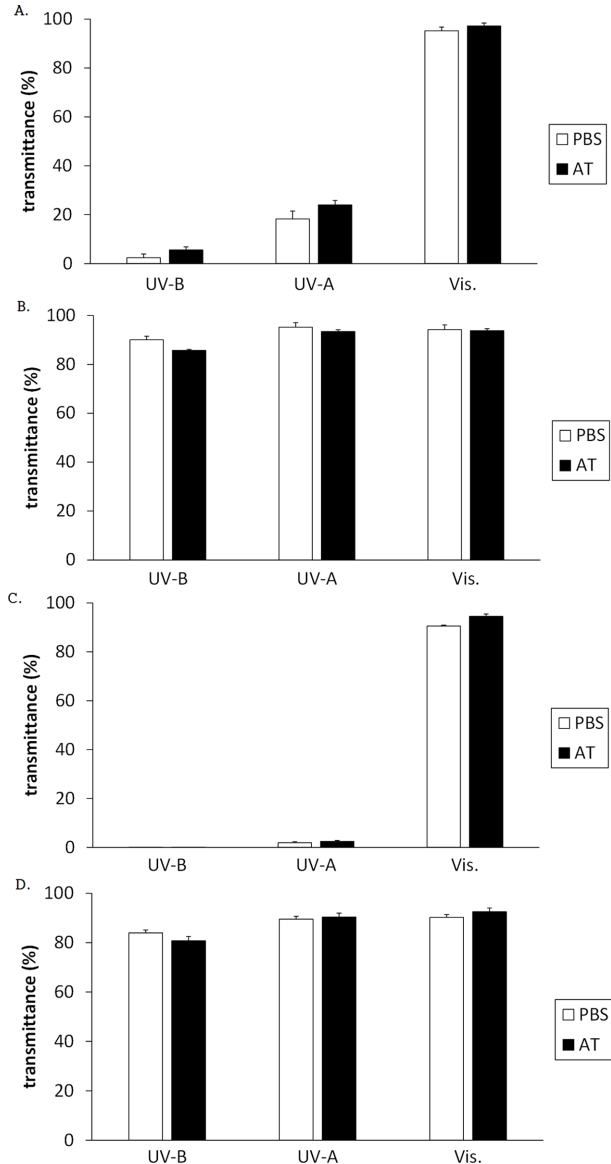 A.
transmittance (%)
100
80
60
40
20
0
UV-B UV-A Vis.
PBS
AT
B.
transmittance (%)
100
80
60
40
20
0
UV-B UV-A Vis.
PBS
AT
C.
transmittance (%)
100
80
60
40
20
0
UV-B UV-A Vis.
PBS
AT
D.
transmittance (%)
100
80
60
40
20
0
UV-B UV-A Vis.
PBS
AT